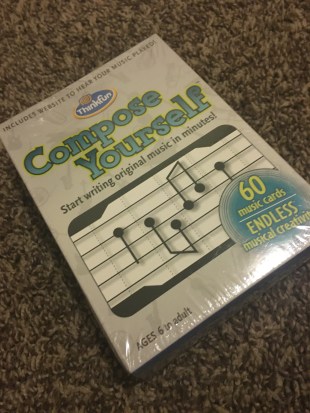 INCLUDES WEBSITE TO HEAR YOUR MUSIC PLAYED!
ThinkFun
Compose
Yourself
Start writing original music in minutes!
60
music cards
ENDLESS
musical creativity
AGES 6 to adult